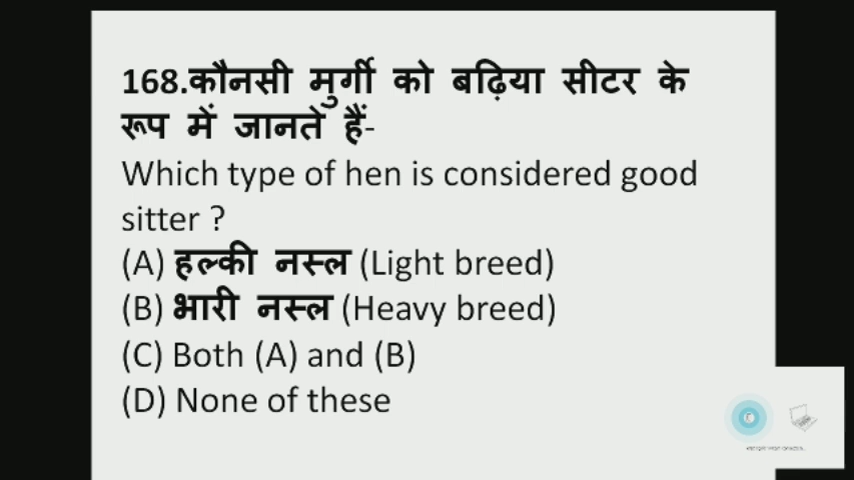 168.कौनसी मुर्गी को बढ़िया सीटर के
रूप में जानते हैं-
Which type of hen is considered good
sitter ?
(A) हल्की नस्ल (Light breed)
(B) भारी नस्ल (Heavy breed)
(C) Both (A) and (B)
(D) None of these